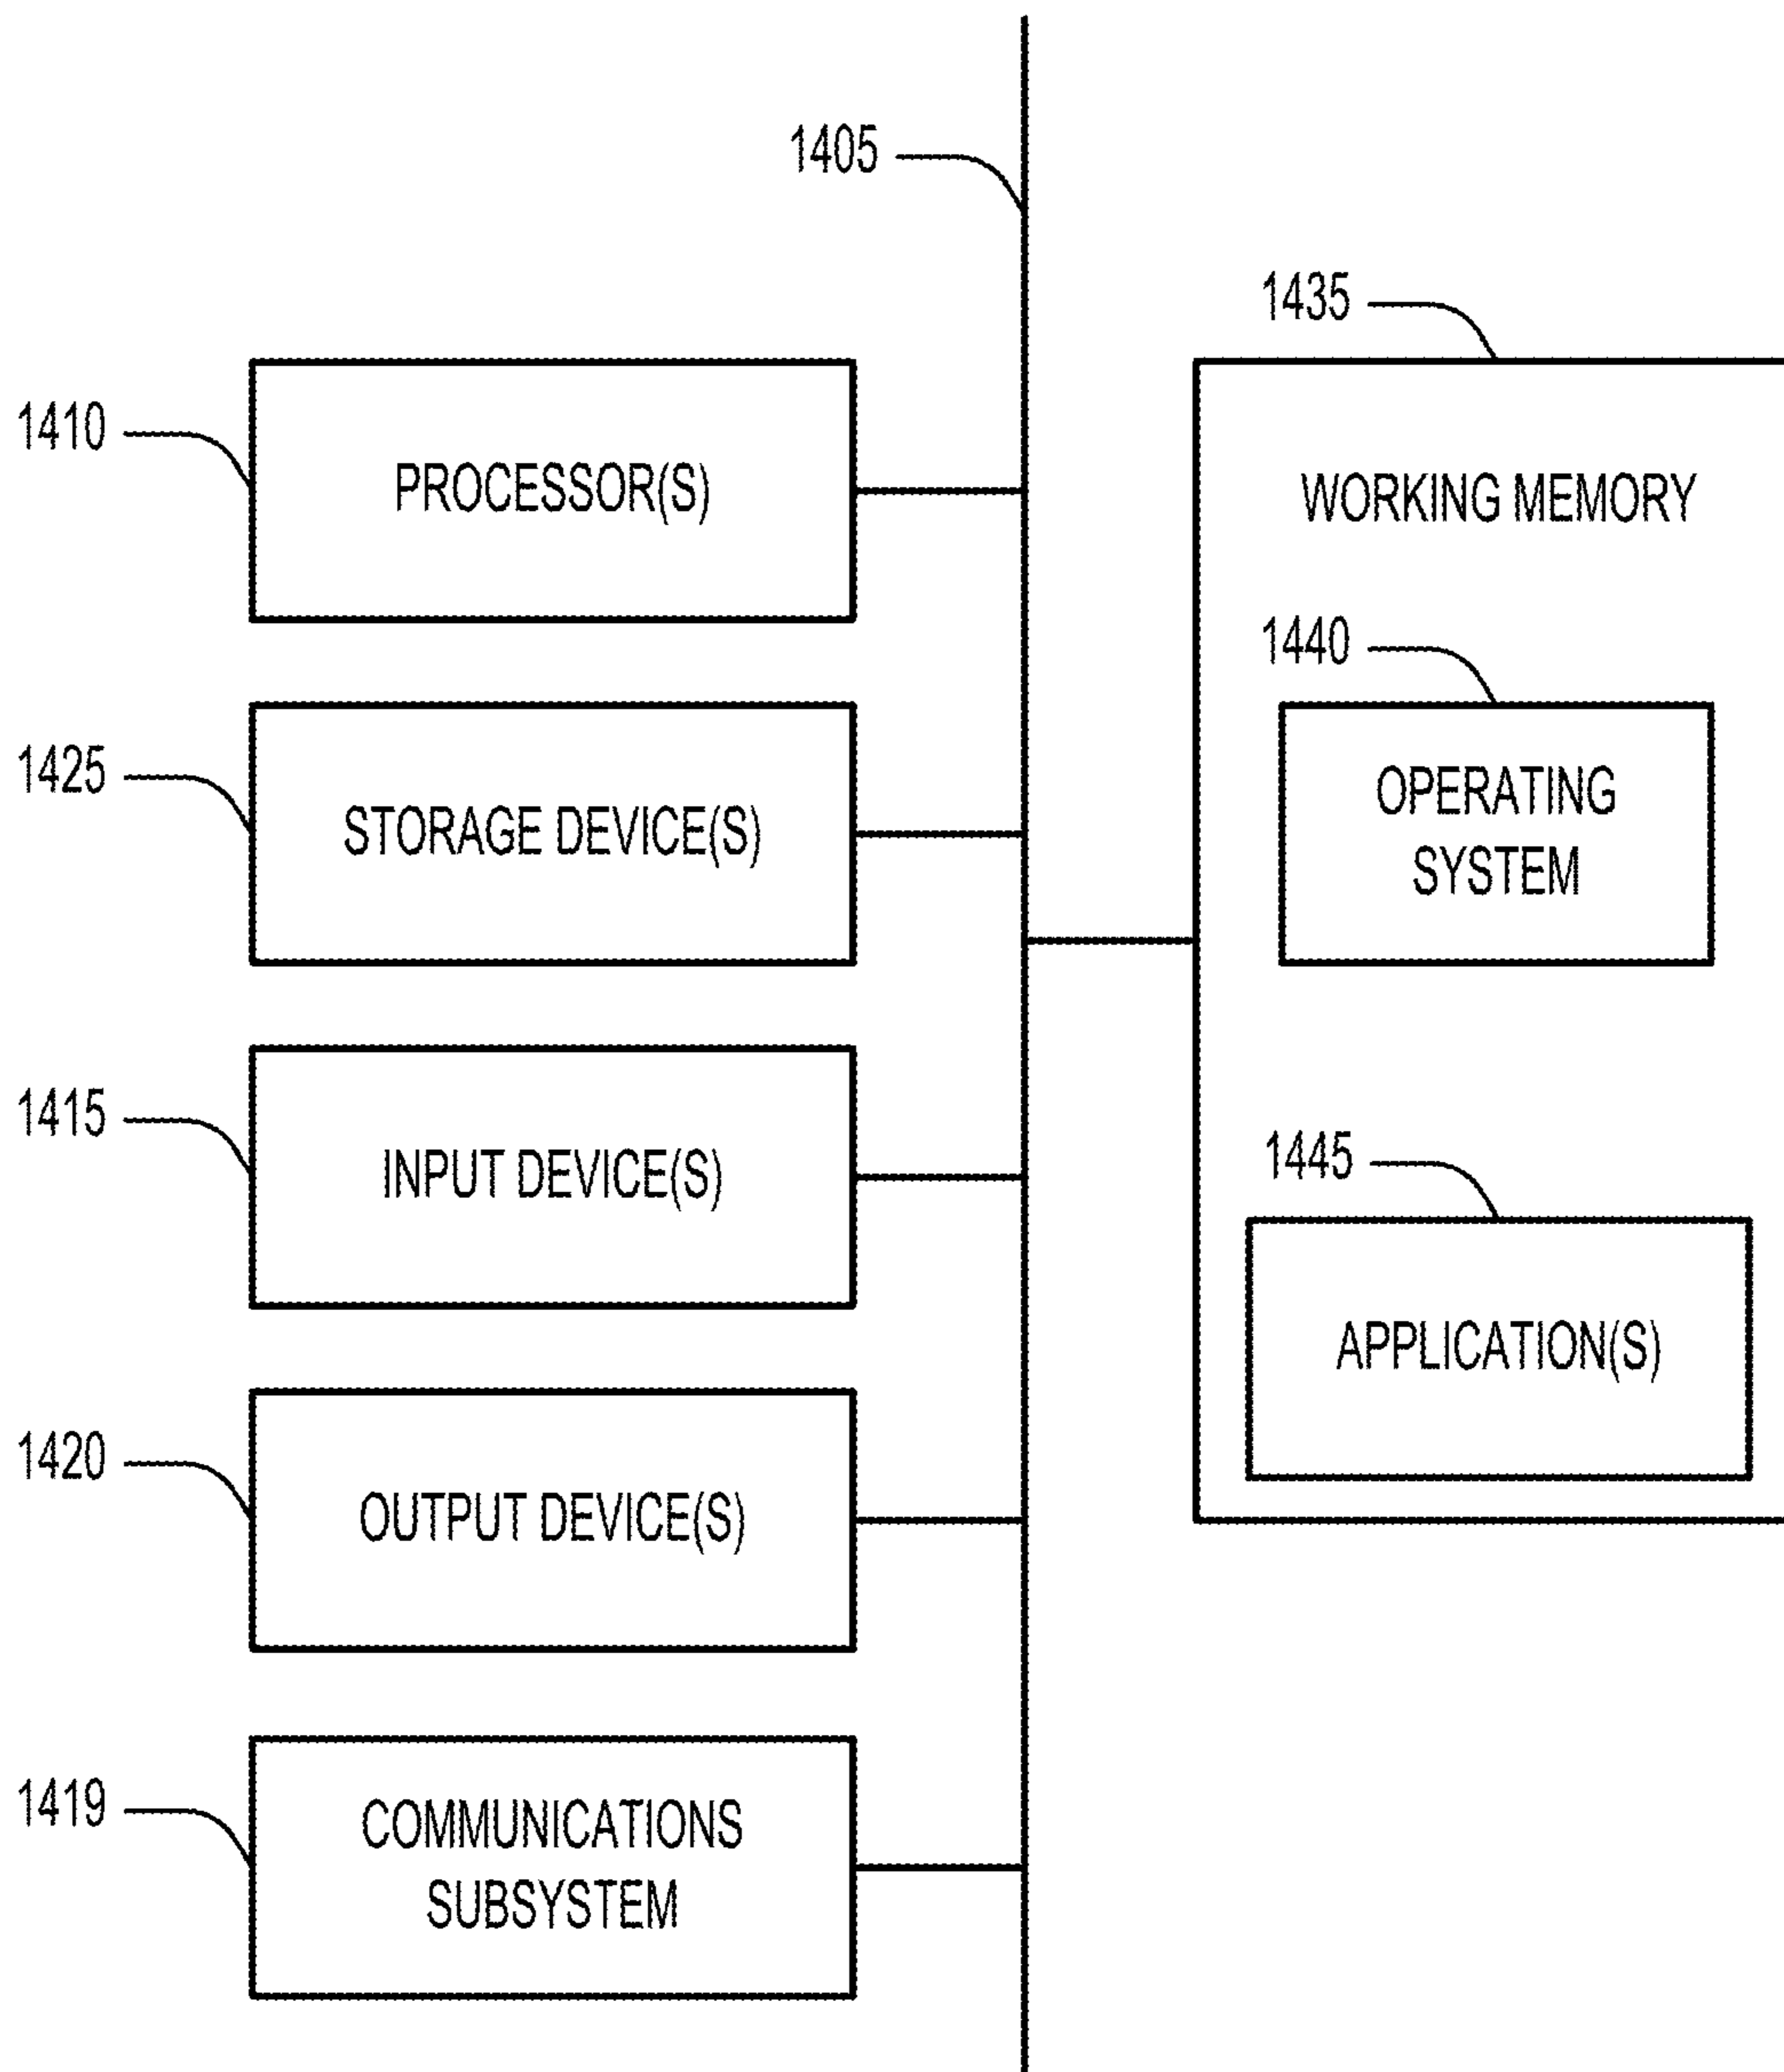 1405
1435
1410
PROCESSOR(S)
WORKING MEMORY
1440
1425
STORAGE DEVICE(S)
OPERATING
SYSTEM
1415
INPUT DEVICE(S)
1445
APPLICATION(S)
1420
OUTPUT DEVICE(S)
1419
COMMUNICATIONS
SUBSYSTEM